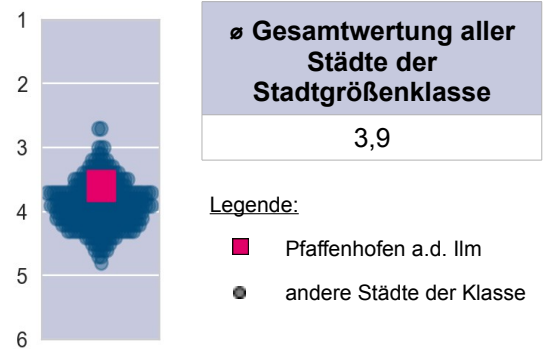 1
2
3
4
5
6
⌀ Gesamtwertung aller
Städte der
Stadtgrößenklasse
3,9
Legende:
Pfaffenhofen a.d. Ilm
andere Städte der Klasse